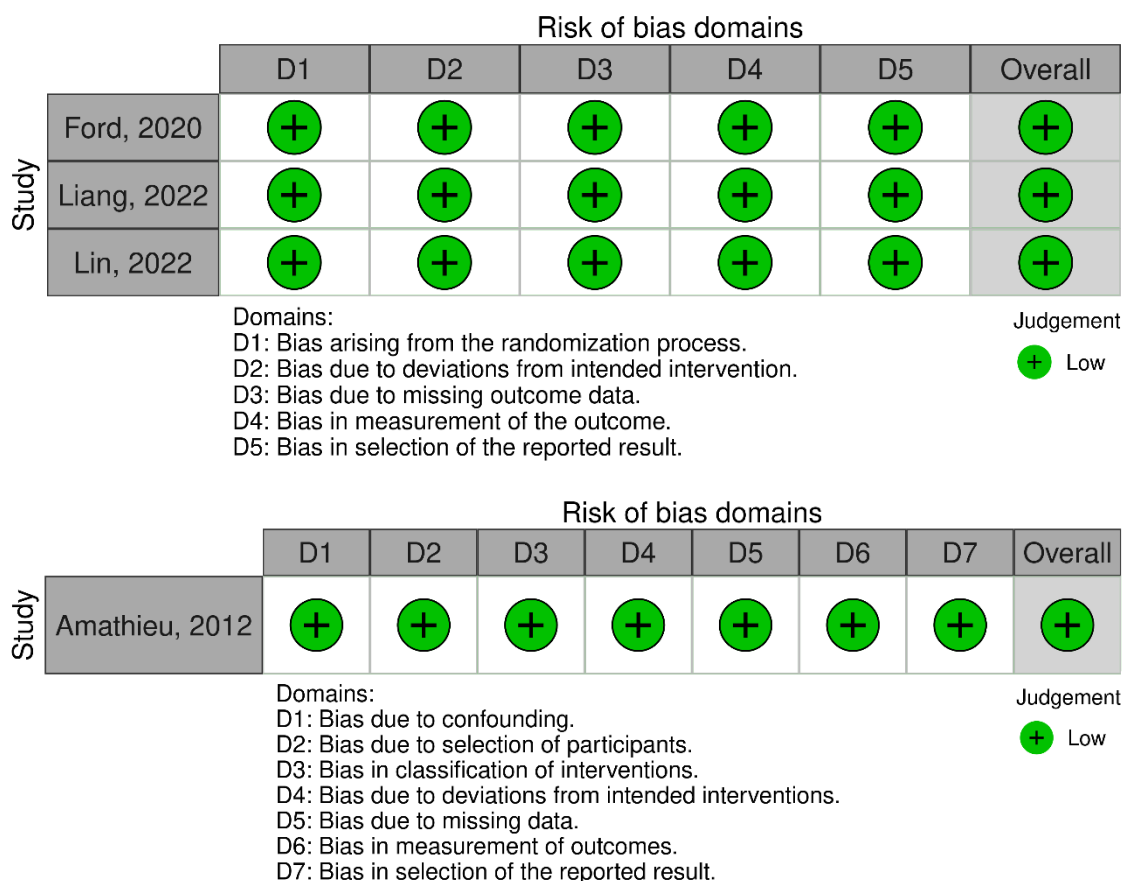 Risk of bias domains
D1 D2 D3 D4 D5 Overall
Study
Ford, 2020 + + + + + +
Liang, 2022 + + + + + +
Lin, 2022 + + + + + +
Domains:
D1: Bias arising from the randomization process.
D2: Bias due to deviations from intended intervention.
D3: Bias due to missing outcome data.
D4: Bias in measurement of the outcome.
D5: Bias in selection of the reported result.
Judgement
+ Low
Risk of bias domains
D1 D2 D3 D4 D5 D6 D7 Overall
Study
Amathieu, 2012 + + + + + + + +
Domains:
D1: Bias due to confounding.
D2: Bias due to selection of participants.
D3: Bias in classification of interventions.
D4: Bias due to deviations from intended interventions.
D5: Bias due to missing data.
D6: Bias in measurement of outcomes.
D7: Bias in selection of the reported result.
Judgement
+ Low